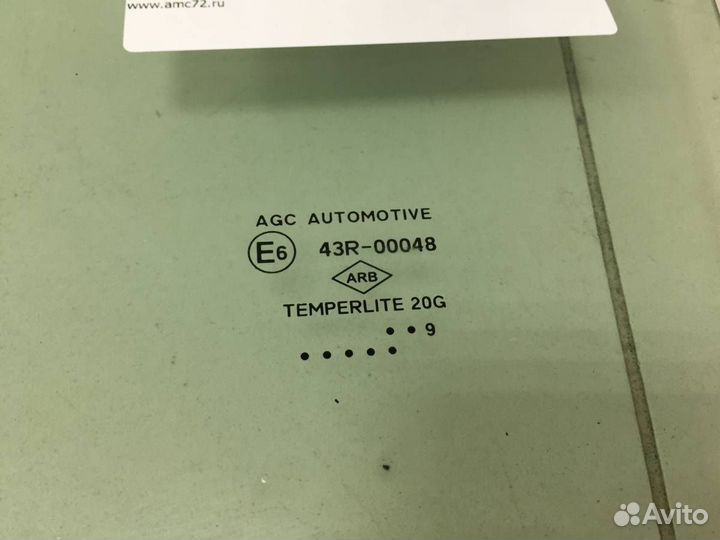 www.amc72.ru
AGC AUTOMOTIVE
E6 43R-00048
ARB
TEMPERLITE 20G
• • 9
• • • • •
Avito